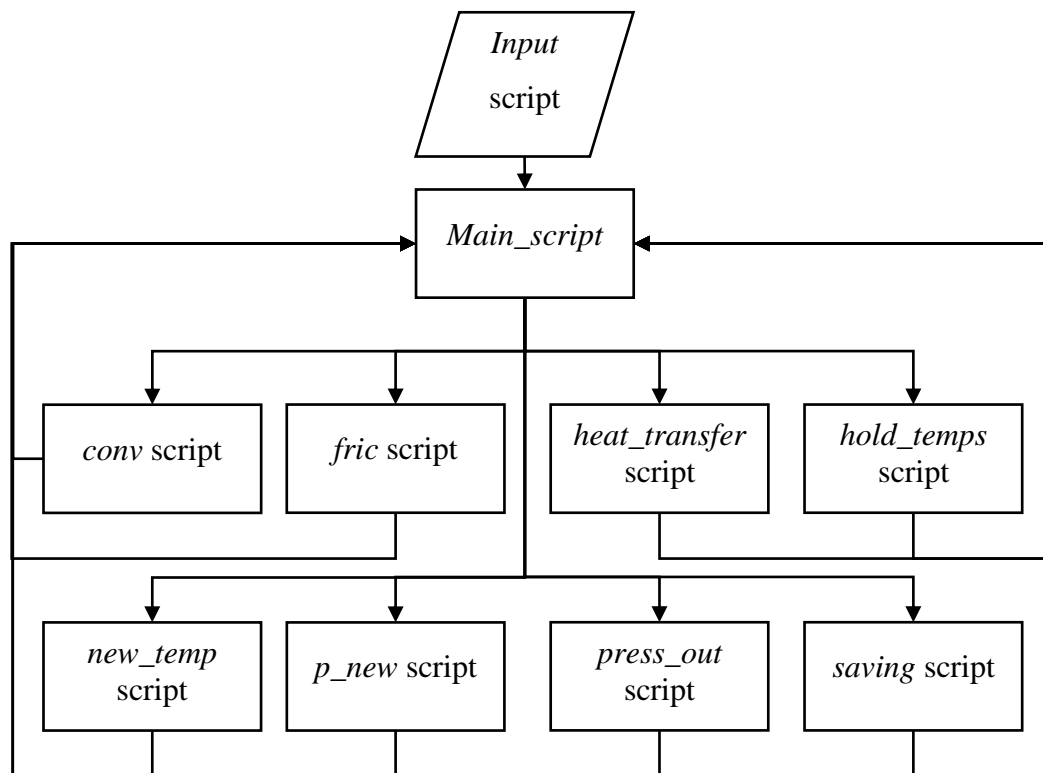 Input
script
Main_script
conv script
fric script
heat_transfer
script
hold_temps
script
new_temp
script
p_new script
press_out
script
saving script